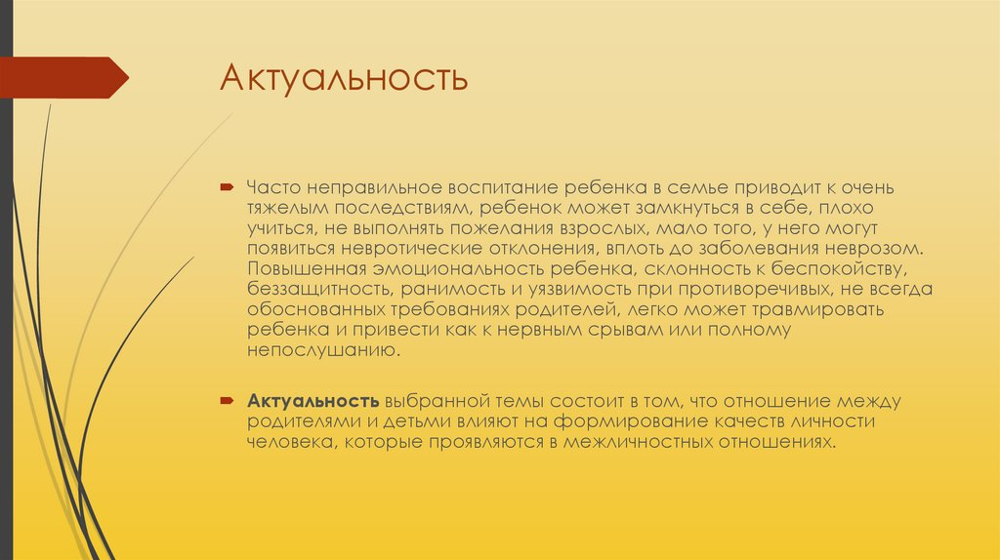 Актуальность
Часто неправильное воспитание ребенка в семье приводит к очень
тяжелым последствиям, ребенок может замкнуться в себе, плохо
учиться, не выполнять пожелания взрослых, мало того, у него могут
появиться невротические отклонения, вплоть до заболевания неврозом.
Повышенная эмоциональность ребенка, склонность к беспокойству,
беззащитность, ранимость и уязвимость при противоречивых, не всегда
обоснованных требованиях родителей, легко может травмировать
ребенка и привести как к нервным срывам или полному
непослушанию.
Актуальность выбранной темы состоит в том, что отношение между
родителями и детьми влияют на формирование качеств личности
человека, которые проявляются в межличностных отношениях.